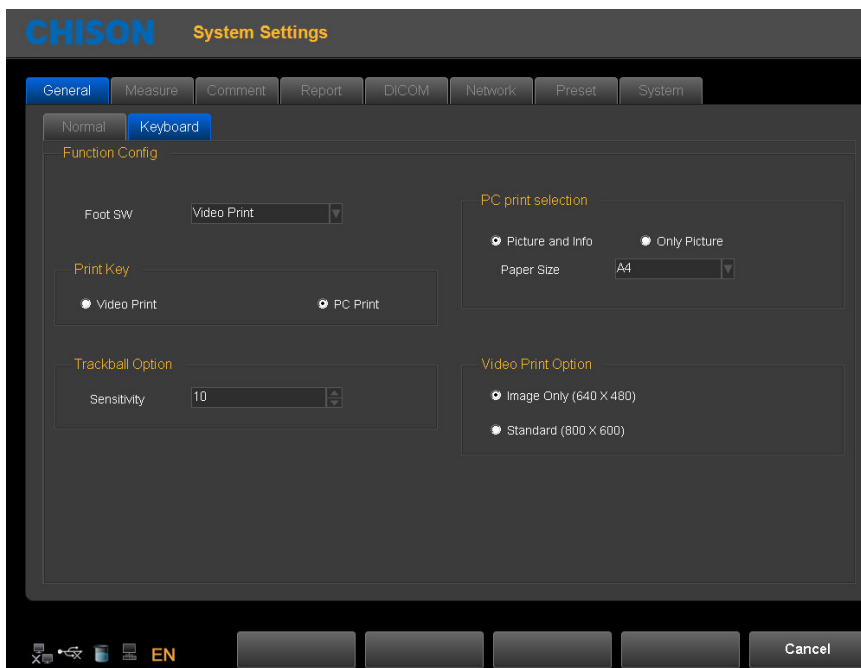 CHISON System Settings
General Measure Comment Report DICOM Network Preset System
Normal Keyboard
Function Config
Foot SW Video Print
Print Key
Video Print PC Print
Trackball Option
Sensitivity 10
PC print selection
Picture and Info Only Picture
Paper Size A4
Video Print Option
Image Only (640 X 480)
Standard (800 X 600)
EN Cancel